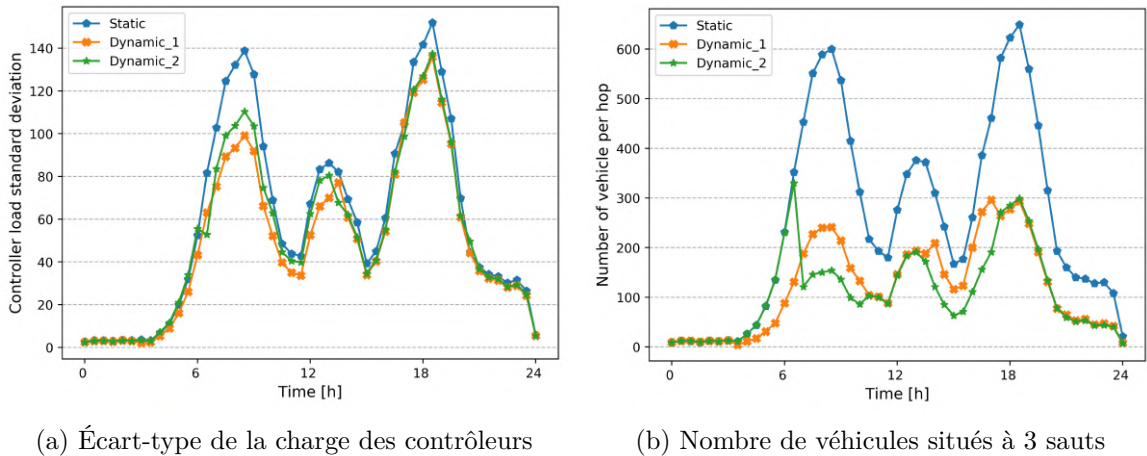 Controller load standard deviation
140
120
100
80
60
40
20
0
Static
Dynamic_1
Dynamic_2
0 6 12 18 24
Time [h]
(a) Écart-type de la charge des contrôleurs
Number of vehicle per hop
600
500
400
300
200
100
0
Static
Dynamic_1
Dynamic_2
0 6 12 18 24
Time [h]
(b) Nombre de véhicules situés à 3 sauts